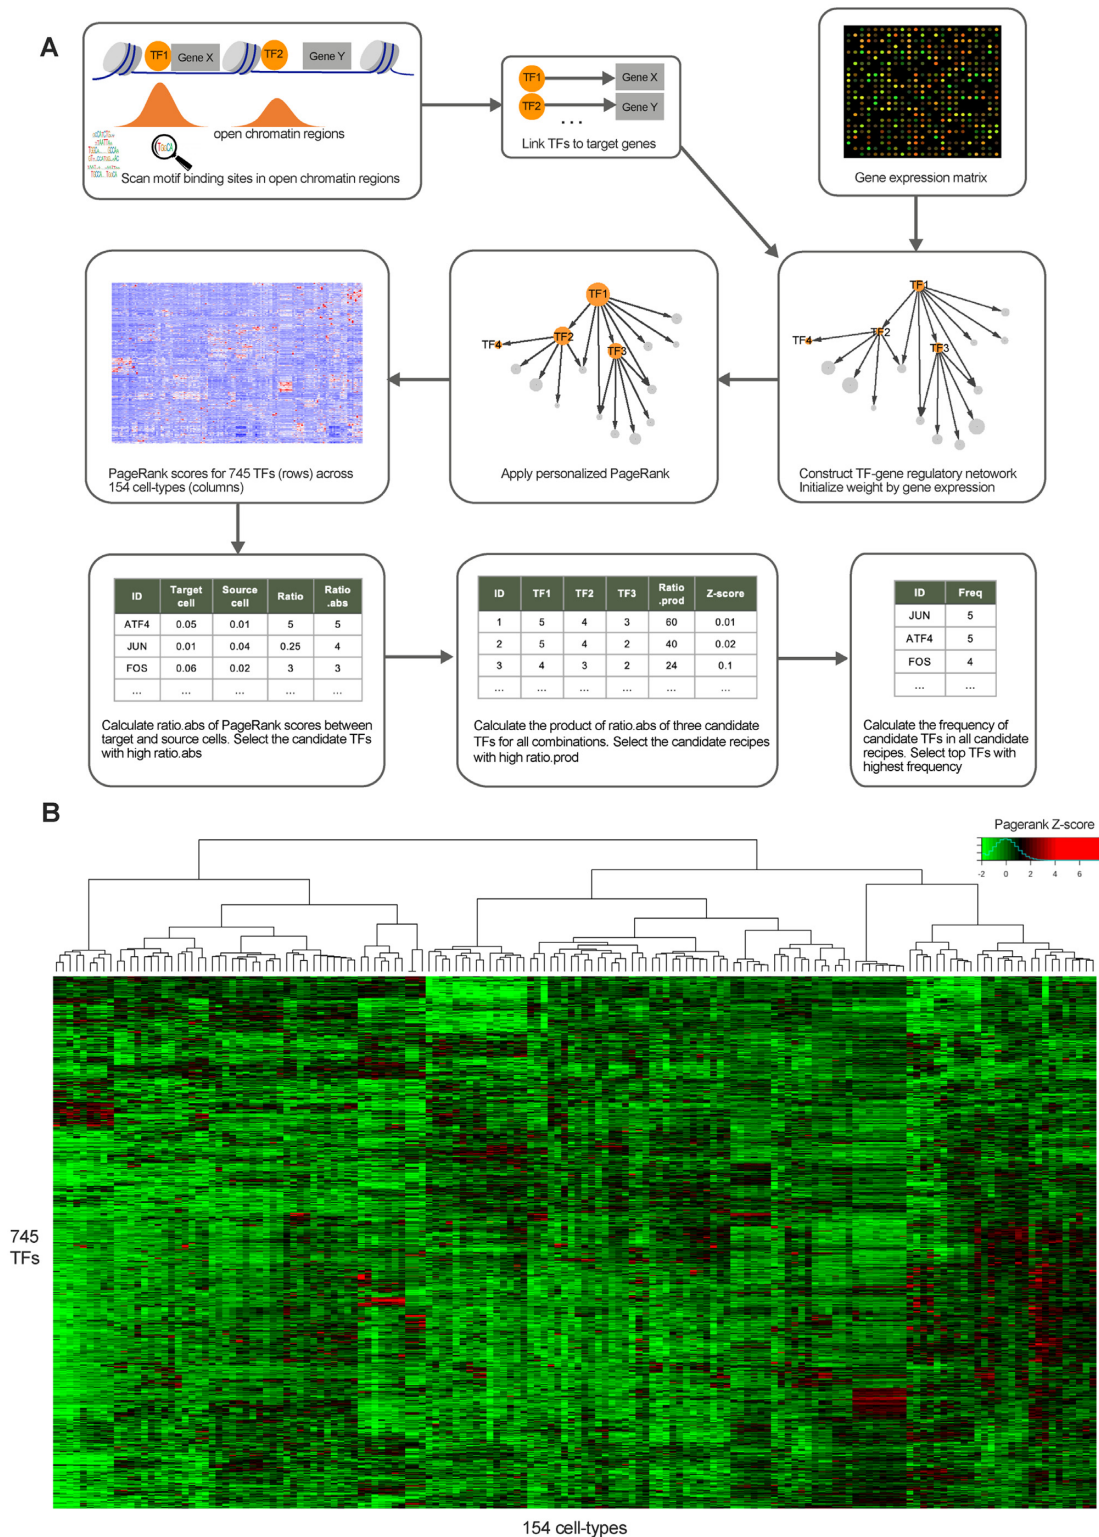 A
TF1
Gene X
TF2
Gene Y
open chromatin regions
Scan motif binding sites in open chromatin regions
TF1
Gene X
TF2
Gene Y
...
Link TFs to target genes
Gene expression matrix
PageRank scores for 745 TFs (rows) across
154 cell-types (columns)
TF1
TF2
TF4
TF3
Apply personalized PageRank
TF1
TF2
TF4
TF3
Construct TF-gene regulatory netowork
Initialize weight by gene expression
ID Target cell Source cell Ratio Ratio .abs
ATF4 0.05 0.01 5 5
JUN 0.01 0.04 0.25 4
FOS 0.06 0.02 3 3
... ... ... ... ...
Calculate ratio.abs of PageRank scores between
target and source cells. Select the candidate TFs
with high ratio.abs
ID TF1 TF2 TF3 Ratio .prod Z-score
1 5 4 3 60 0.01
2 5 4 2 40 0.02
3 4 3 2 24 0.1
... ... ... ... ... ...
Calculate the product of ratio.abs of three candidate
TFs for all combinations. Select the candidate recipes
with high ratio.prod
ID Freq
JUN 5
ATF4 5
FOS 4
... ...
Calculate the frequency of
candidate TFs in all candidate
recipes. Select top TFs with
highest frequency
B
Pagerank Z-score
-2 0 2 4 6
745
TFs
154 cell-types